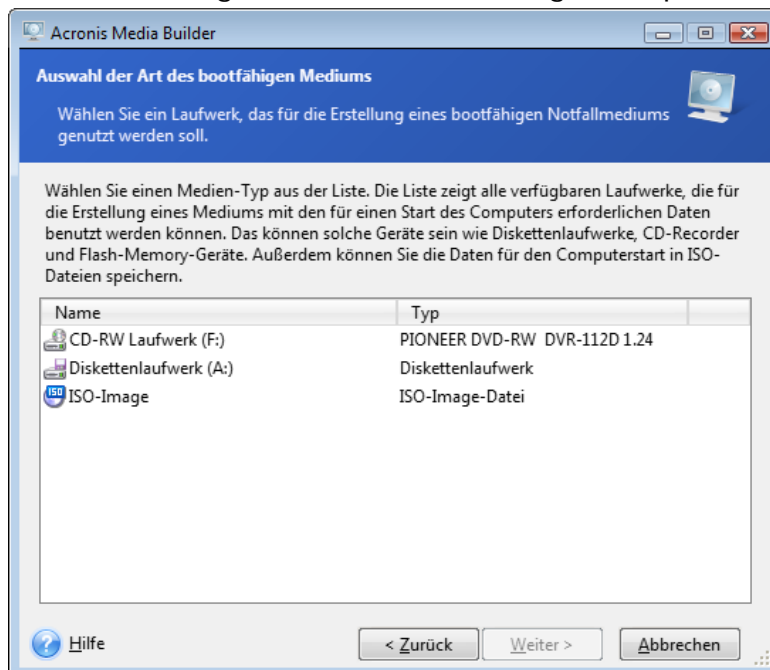 Acronis Media Builder
Auswahl der Art des bootfähigen Mediums
Wählen Sie ein Laufwerk, das für die Erstellung eines bootfähigen Notfallmediums
genutzt werden soll.
Wählen Sie einen Medien-Typ aus der Liste. Die Liste zeigt alle verfügbaren Laufwerke, die für
die Erstellung eines Mediums mit den für einen Start des Computers erforderlichen Daten
benutzt werden können. Das können solche Geräte sein wie Diskettenlaufwerke, CD-Recorder
und Flash-Memory-Geräte. Außerdem können Sie die Daten für den Computerstart in ISO-
Dateien speichern.
Name Typ
CD-RW Laufwerk (F:) PIONEER DVD-RW DVR-112D 1.24
Diskettenlaufwerk (A:) Diskettenlaufwerk
ISO ISO-Image ISO-Image-Datei
Hilfe < Zurück Weiter > Abbrechen